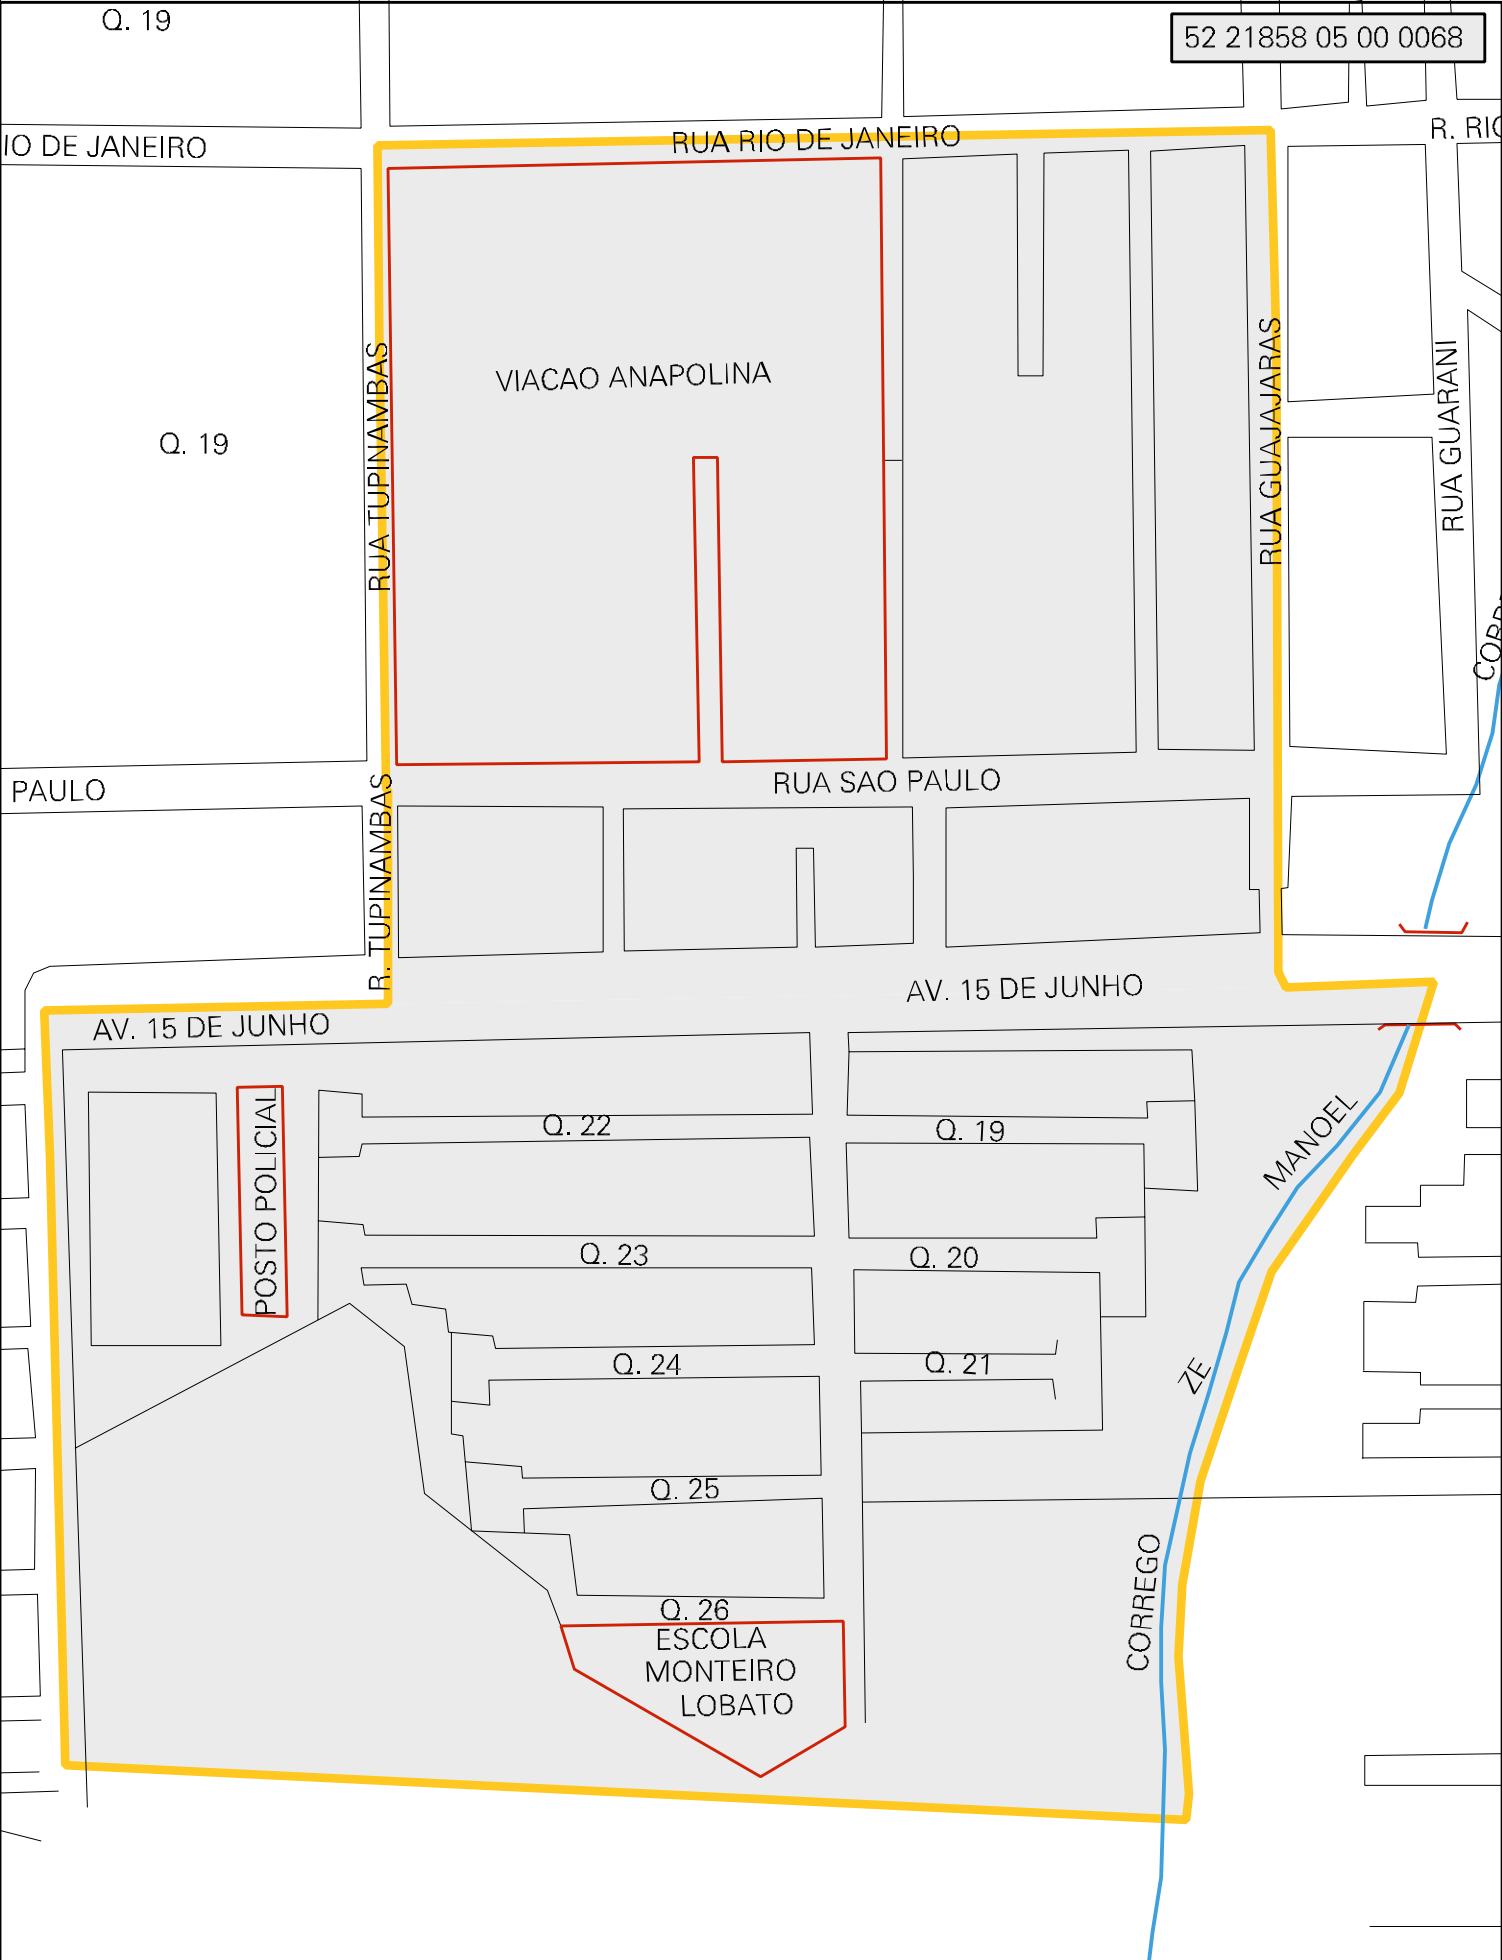 Q. 19
52 21858 05 00 0068
RUA RIO DE JANEIRO
R. RIO
IO DE JANEIRO
VIACAO ANAPOLINA
RUA TUPINAMBAS
RUA GUAJAJARAS
RUA GUARANI
Q. 19
PAULO
RUA SAO PAULO
R. TUPINAMBAS
AV. 15 DE JUNHO
AV. 15 DE JUNHO
POSTO POLICIAL
Q. 22
Q. 19
MANOEL
Q. 23
Q. 20
Q. 24
Q. 21
ZE
Q. 25
CORREGO
Q. 26
ESCOLA
MONTEIRO
LOBATO